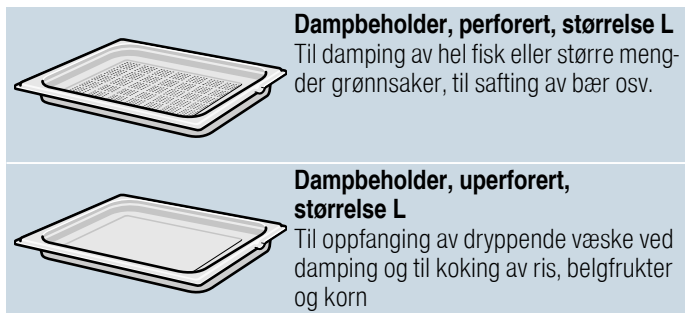 Dampbeholder, perforert, størrelse L
Til damping av hel fisk eller større meng-
der grønnsaker, til safting av bær osv.
Dampbeholder, uperforert,
størrelse L
Til oppfanging av dryppende væske ved
damping og til koking av ris, belgfrukter
og korn